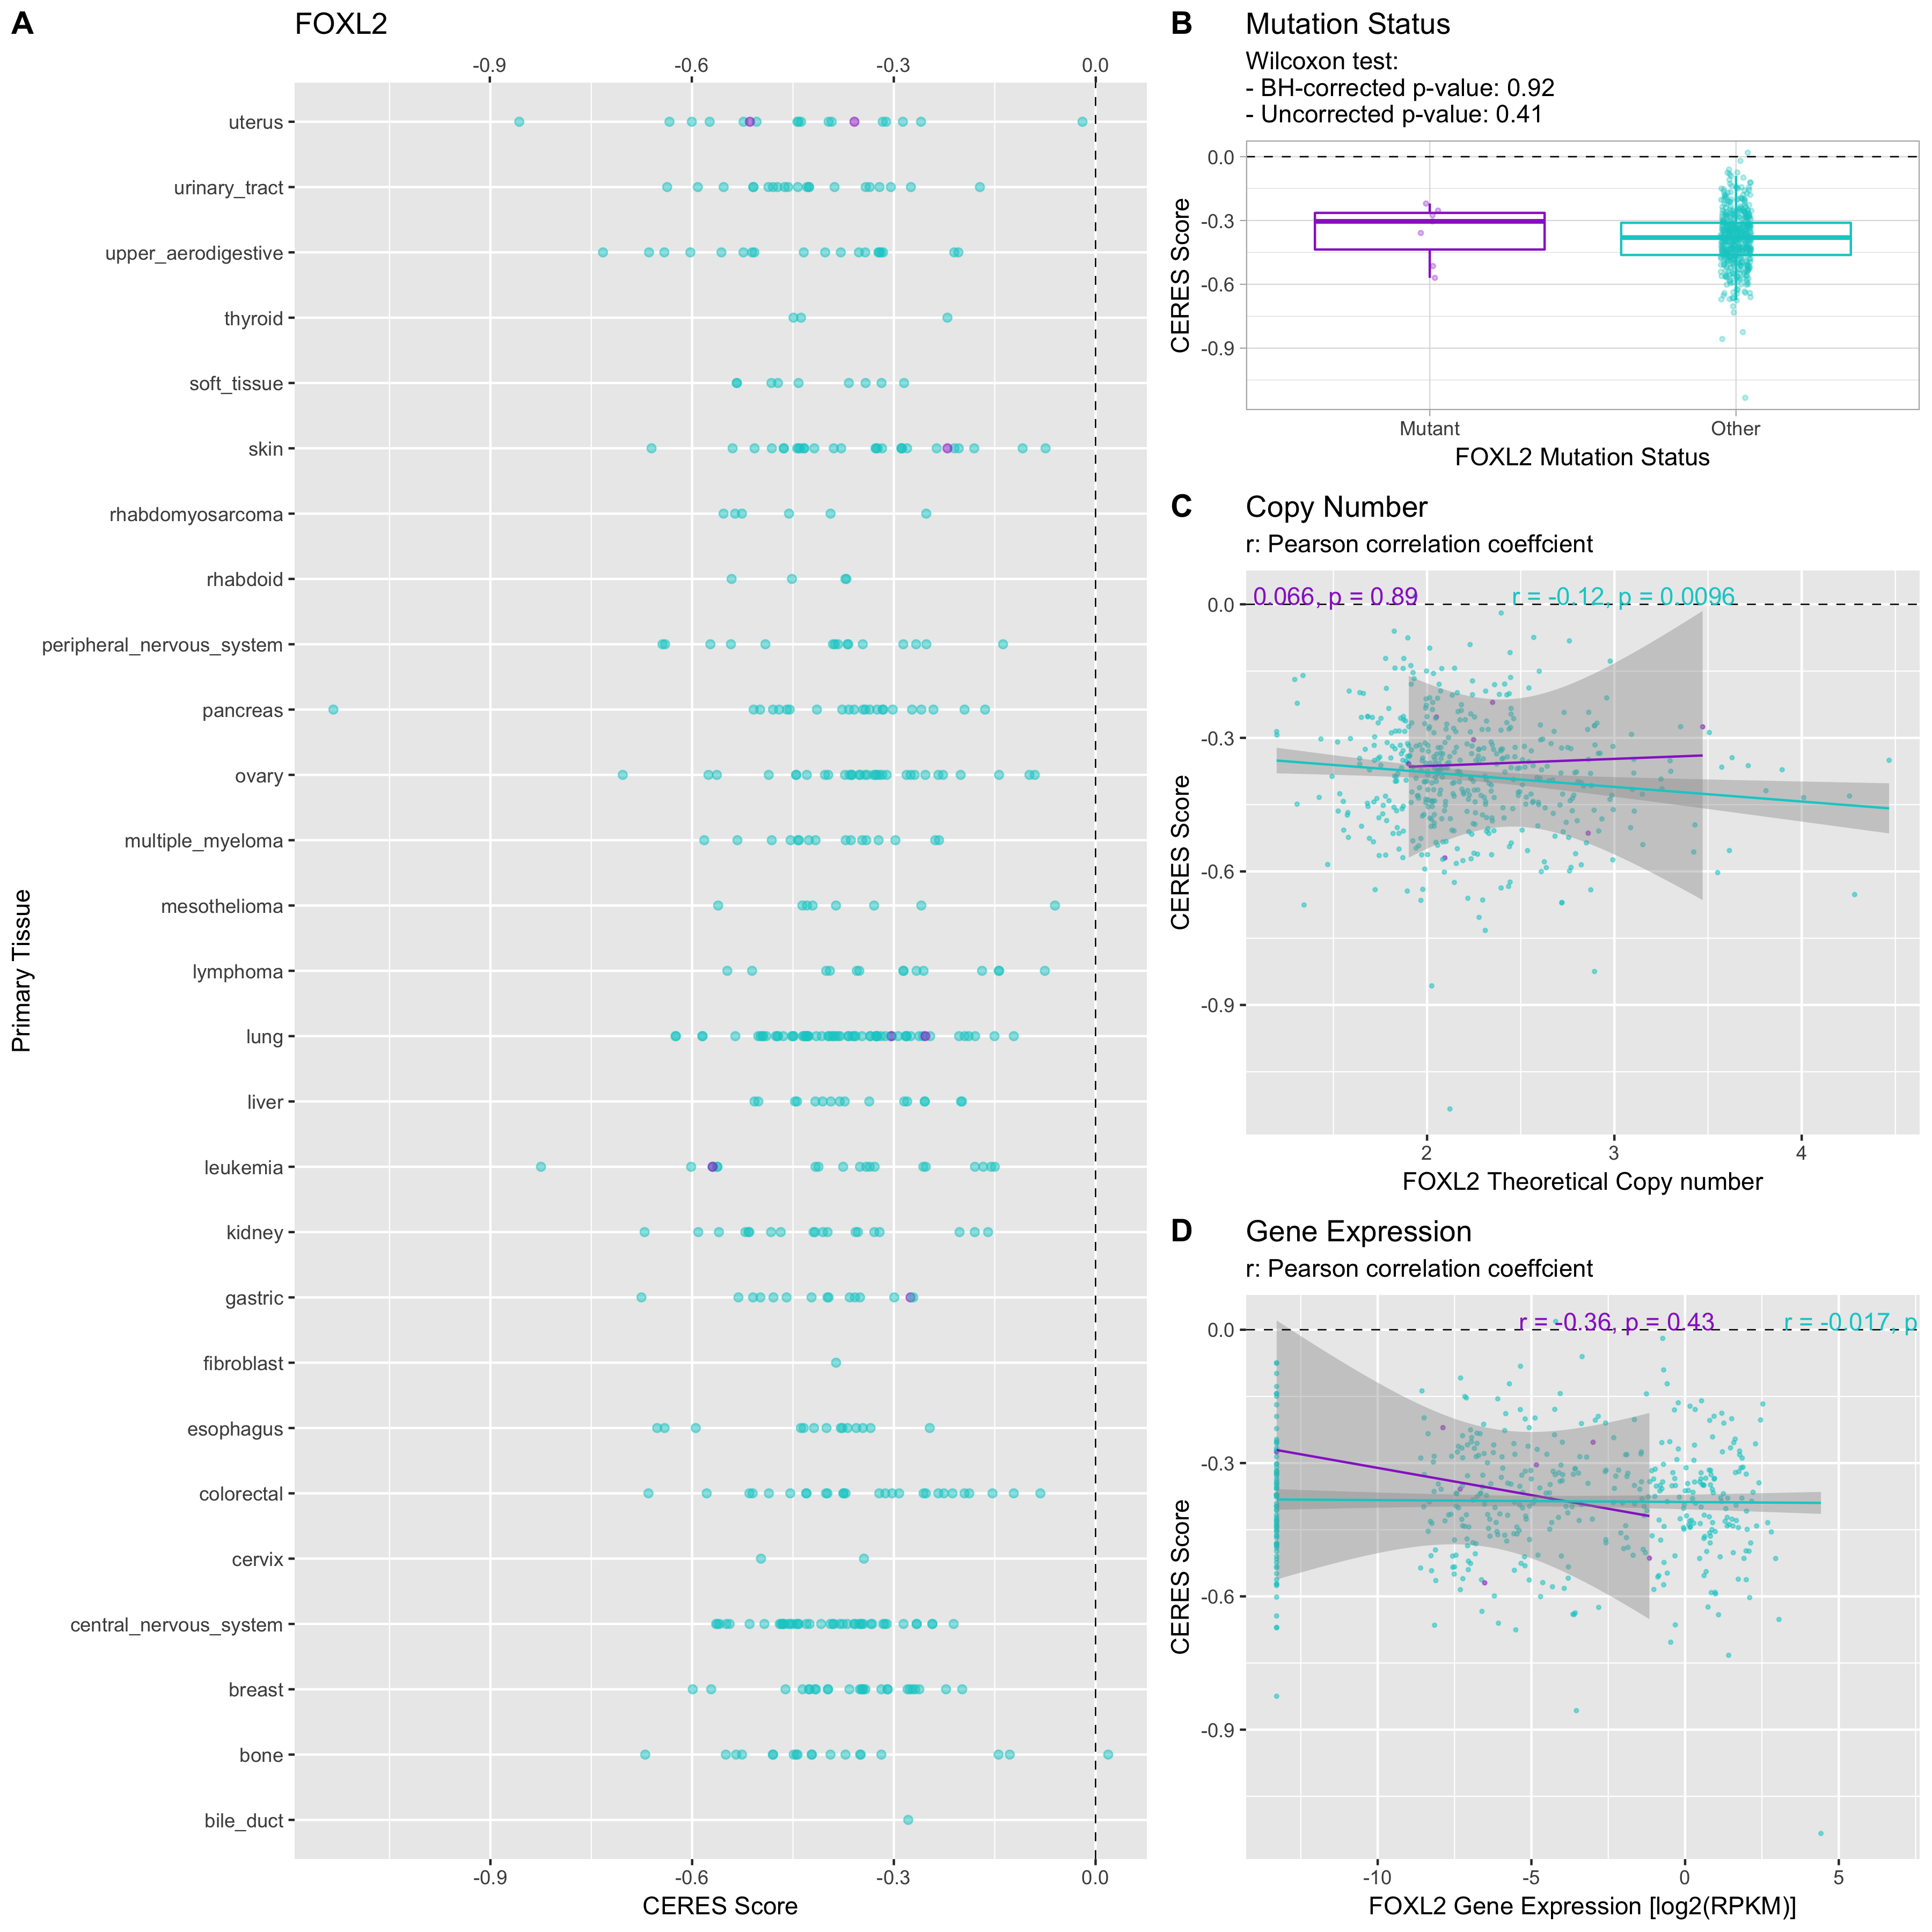 A
FOXL2
-0.9 -0.6 -0.3 0.0
Primary Tissue
uterus
urinary_tract
upper_aerodigestive
thyroid
soft_tissue
skin
rhabdomyosarcoma
rhabdoid
peripheral_nervous_system
pancreas
ovary
multiple_myeloma
mesothelioma
lymphoma
lung
liver
leukemia
kidney
gastric
fibroblast
esophagus
colorectal
cervix
central_nervous_system
breast
bone
bile_duct
-0.9 -0.6 -0.3 0.0
CERES Score
B
Mutation Status
Wilcoxon test:
- BH-corrected p-value: 0.92
- Uncorrected p-value: 0.41
CERES Score
0.0
-0.3
-0.6
-0.9
Mutant Other
FOXL2 Mutation Status
C
Copy Number
r: Pearson correlation coeffcient
0.066, p = 0.89 r = -0.12, p = 0.0096
CERES Score
0.0
-0.3
-0.6
-0.9
2 3 4
FOXL2 Theoretical Copy number
D
Gene Expression
r: Pearson correlation coeffcient
r = -0.36, p = 0.43 r = -0.017, p
CERES Score
0.0
-0.3
-0.6
-0.9
-10 -5 0 5
FOXL2 Gene Expression [log2(RPKM)]